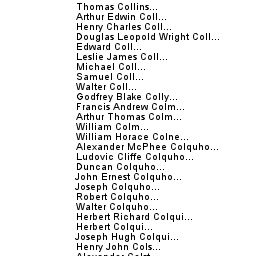 Thomas Collins...
Arthur Edwin Coll...
Henry Charles Coll...
Douglas Leopold Wright Coll...
Edward Coll...
Leslie James Coll...
Michael Coll...
Samuel Coll...
Walter Coll...
Godfrey Blake Colly...
Francis Andrew Colm...
Arthur Thomas Colm...
William Colm...
William Horace Colne...
Alexander McPhee Colquho...
Ludovic Cliffe Colquho...
Duncan Colquho...
John Ernest Colquho...
Joseph Colquho...
Robert Colquho...
Walter Colquho...
Herbert Richard Colqui...
Herbert Colqui...
Joseph Hugh Colqui...
Henry John Cols...